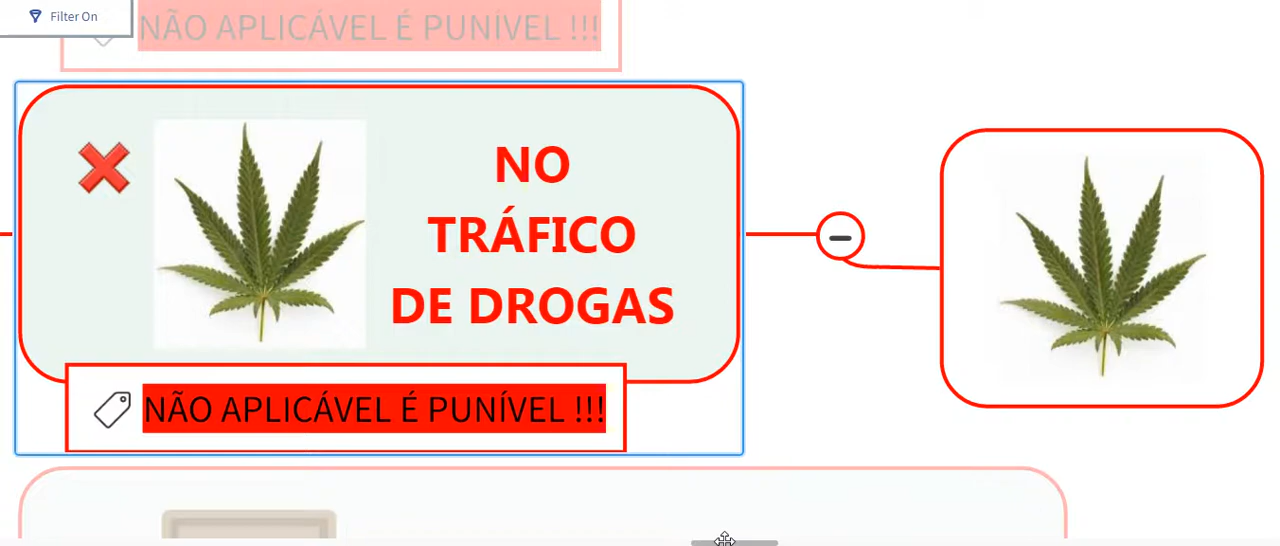 Filter On
NÃO APLICÁVEL É PUNÍVEL !!!
NO
TRÁFICO
DE DROGAS
NÃO APLICÁVEL É PUNÍVEL !!!